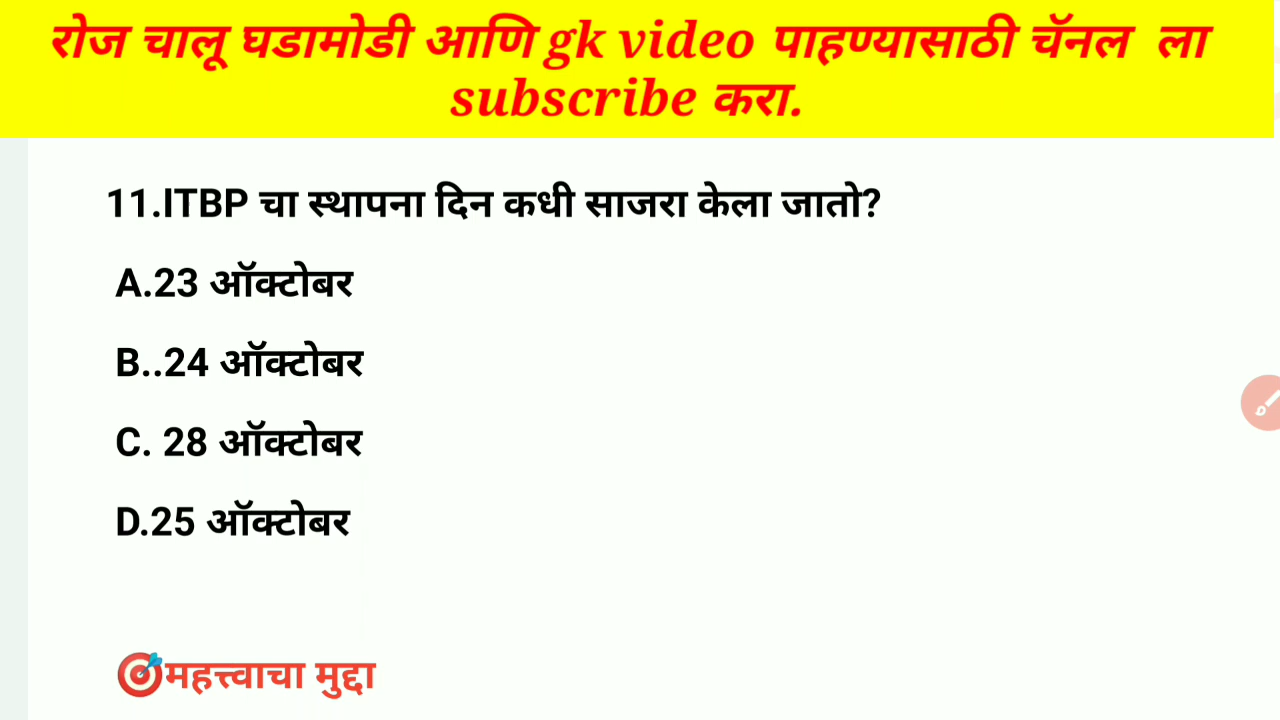 रोज चालू घडामोडी आणि gk video पाहण्यासाठी चॅनल ला
subscribe करा.
11.ITBP चा स्थापना दिन कधी साजरा केला जातो?
A.23 ऑक्टोबर
B..24 ऑक्टोबर
C. 28 ऑक्टोबर
D.25 ऑक्टोबर
🎯महत्त्वाचा मुद्दा